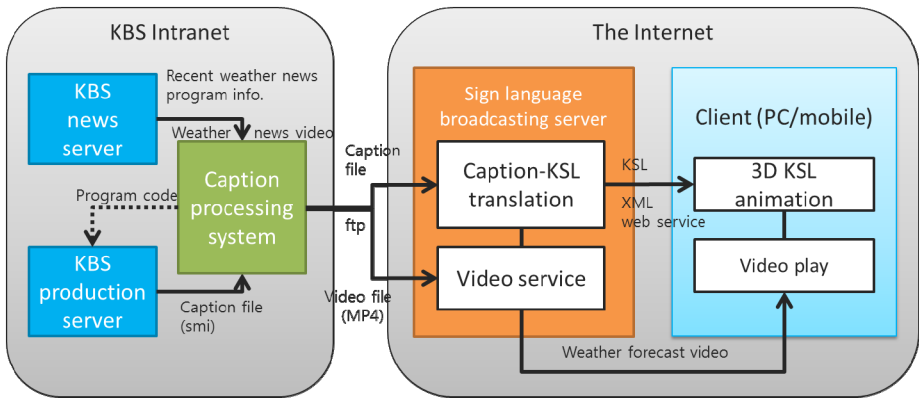 KBS Intranet
KBS
news
server
Recent weather news
program info.
Weather news video
Caption
processing
system
Program code
KBS
production
server
Caption file
(smi)
Caption
file
ftp
Video file
(MP4)
The Internet
Sign language
broadcasting server
Caption-KSL
translation
Video service
KSL
XML
web service
Client (PC/mobile)
3D KSL
animation
Video play
Weather forecast video